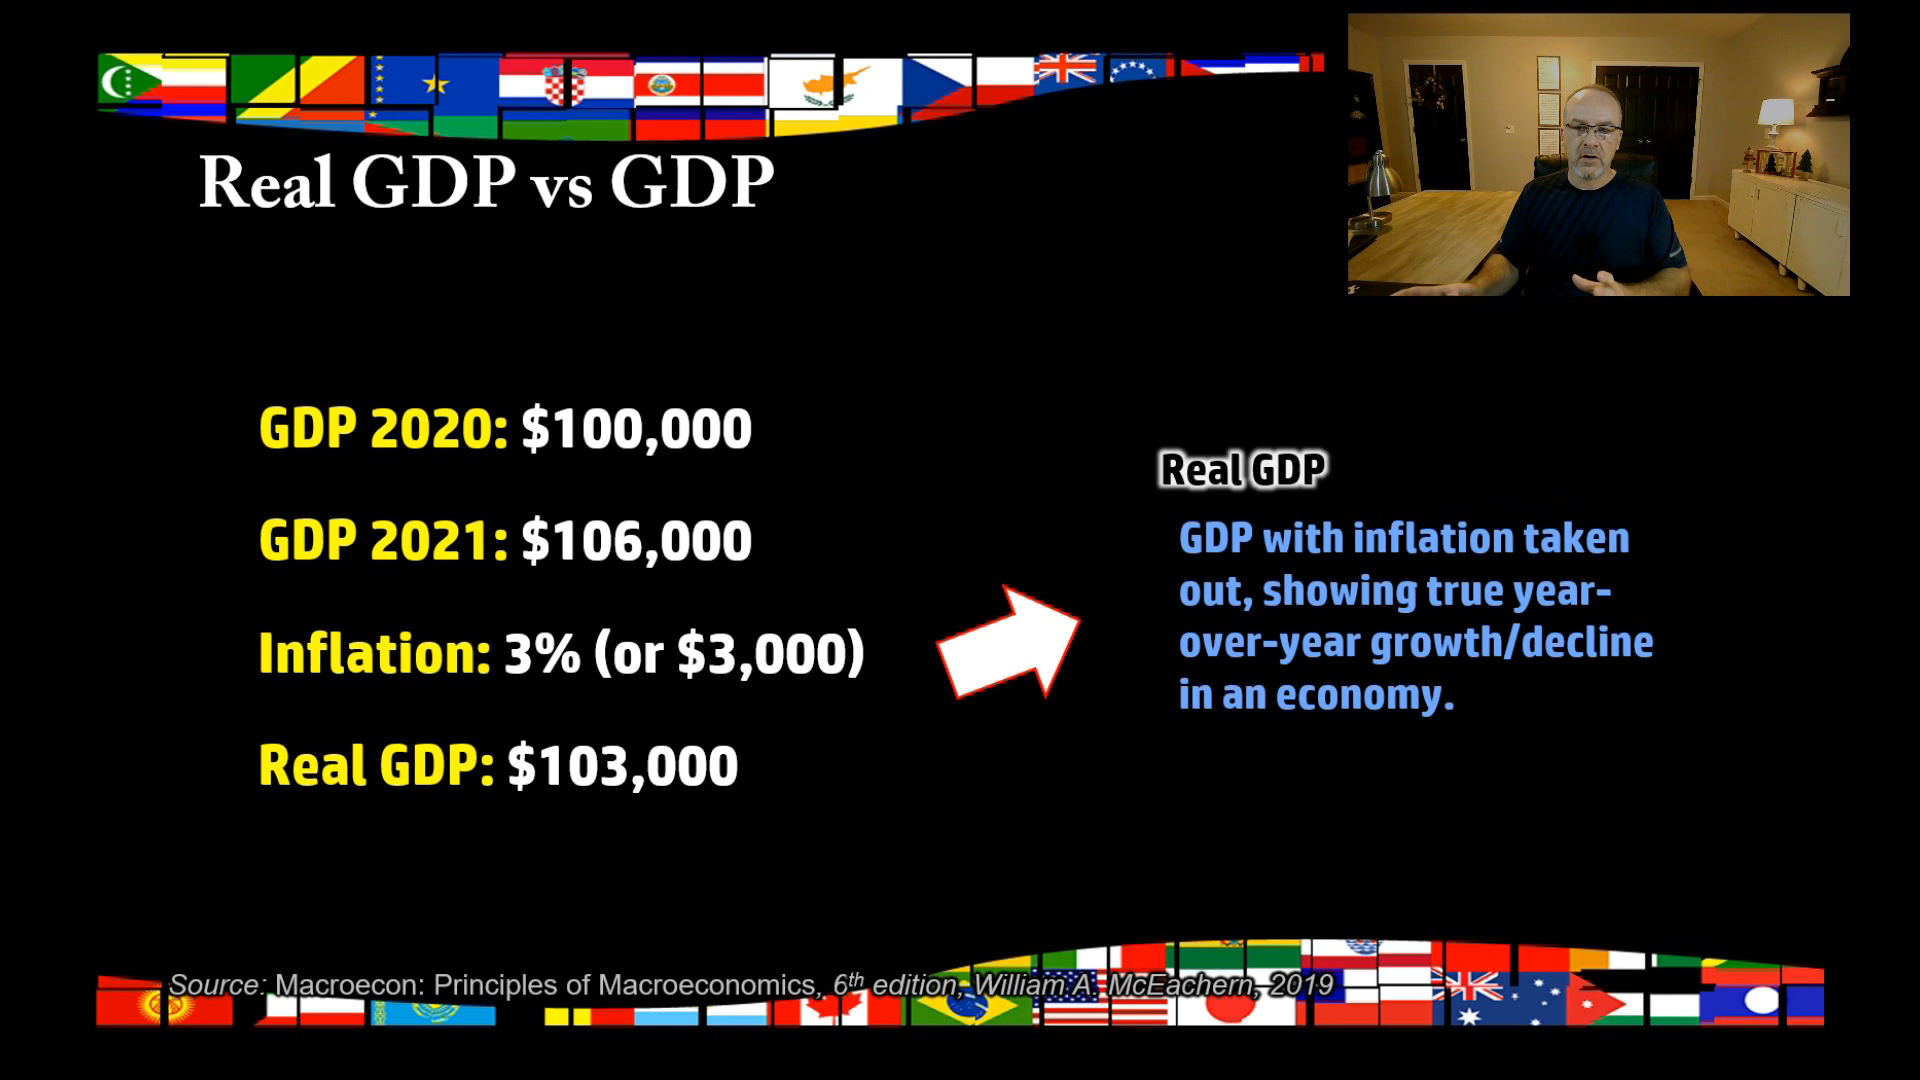 Real GDP vs GDP
GDP 2020: $100,000
GDP 2021: $106,000
Inflation: 3% (or $3,000)
Real GDP: $103,000
Real GDP
GDP with inflation taken
out, showing true year-
over-year growth/decline
in an economy.
Source: Macroecon: Principles of Macroeconomics, 6th edition, William A. McEachern, 2019